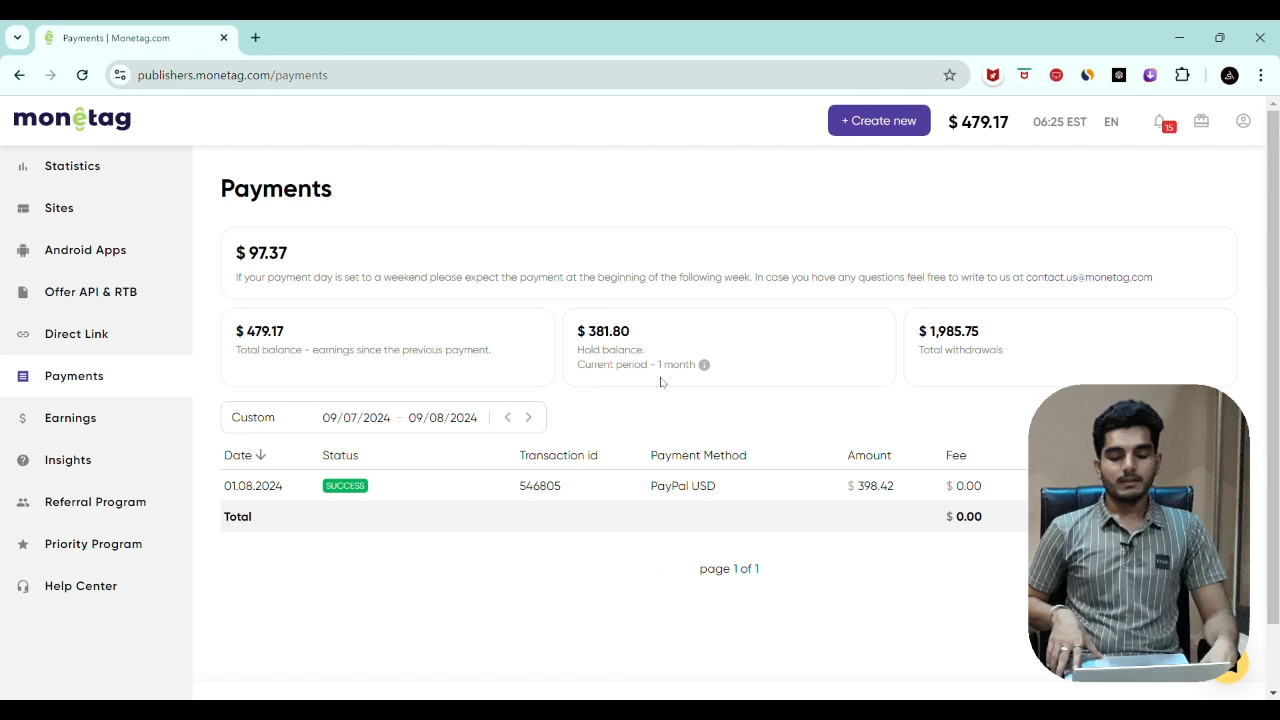 Payments | Monetag.com
publishers.monetag.com/payments
monetag
+ Create new
$ 479.17
06:25 EST
EN
15
Statistics
Sites
Android Apps
Offer API & RTB
Direct Link
Payments
Earnings
Insights
Referral Program
Priority Program
Help Center
Payments
$ 97.37
If your payment day is set to a weekend please expect the payment at the beginning of the following week. In case you have any questions feel free to write to us at contact.us@monetag.com
$ 479.17
Total balance - earnings since the previous payment.
$ 381.80
Hold balance.
Current period - 1 month
$ 1,985.75
Total withdrawals
Custom 09/07/2024 – 09/08/2024
Date Status Transaction id Payment Method Amount Fee
01.08.2024 SUCCESS 546805 PayPal USD $ 398.42 $ 0.00
Total $ 0.00
page 1 of 1